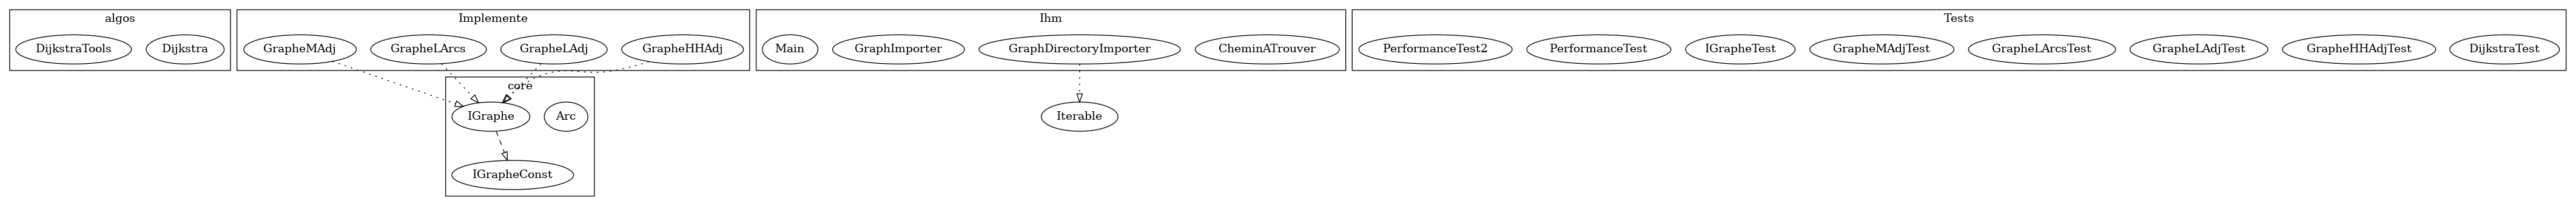 algos
DijkstraTools
Dijkstra
Implemente
GrapheMAdj
GrapheLArcs
GrapheLAdj
GrapheHHAdj
Ihm
Main
GraphImporter
GraphDirectoryImporter
CheminATrouver
Tests
PerformanceTest2
PerformanceTest
IGrapheTest
GrapheMAdjTest
GrapheLArcsTest
GrapheLAdjTest
GrapheHHAdjTest
DijkstraTest
core
IGraphe
Arc
IGrapheConst
Iterable